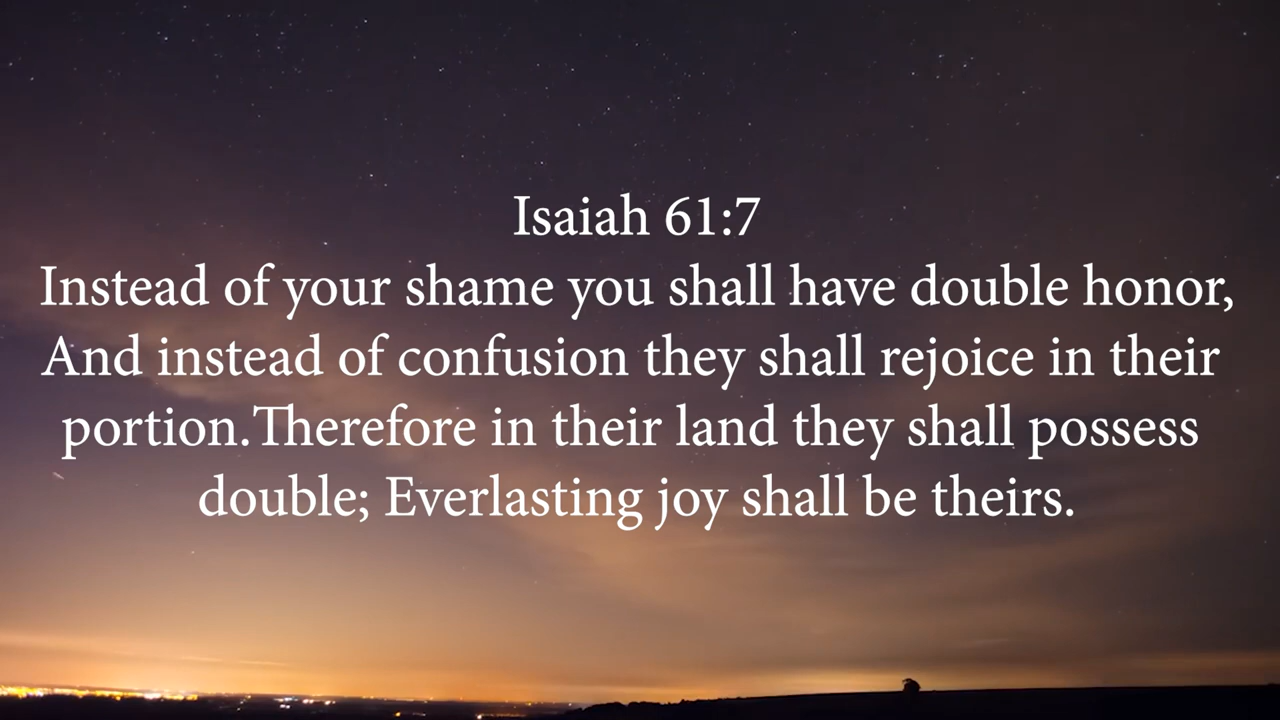 Isaiah 61:7
Instead of your shame you shall have double honor,
And instead of confusion they shall rejoice in their
portion.Therefore in their land they shall possess
double; Everlasting joy shall be theirs.